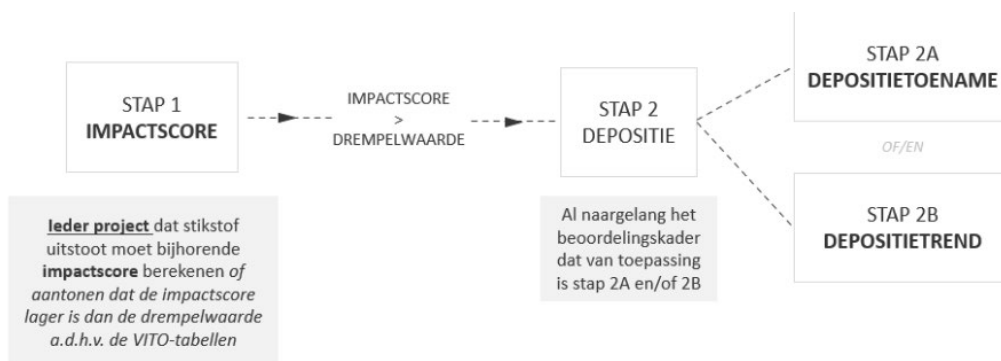 STAP 1
IMPACTSCORE
Ieder project dat stikstof
uitstoot moet bijhorende
impactscore berekenen of
aantonen dat de impactscore
lager is dan de drempelwaarde
a.d.h.v. de VITO-tabellen
IMPACTSCORE
>
DREMPELWAARDE
STAP 2
DEPOSITIE
Al naargelang het
beoordelingskader
dat van toepassing
is stap 2A en/of 2B
STAP 2A
DEPOSITIETOENAME
OF/EN
STAP 2B
DEPOSITIETREND